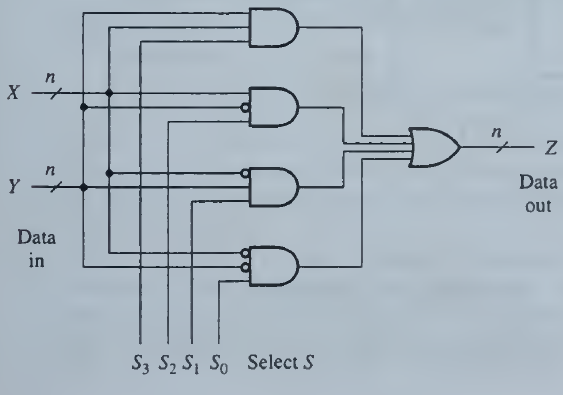 n
X
n
Y
n
Z
Data
in
Data
out
S3 S2 S1 S0 Select S